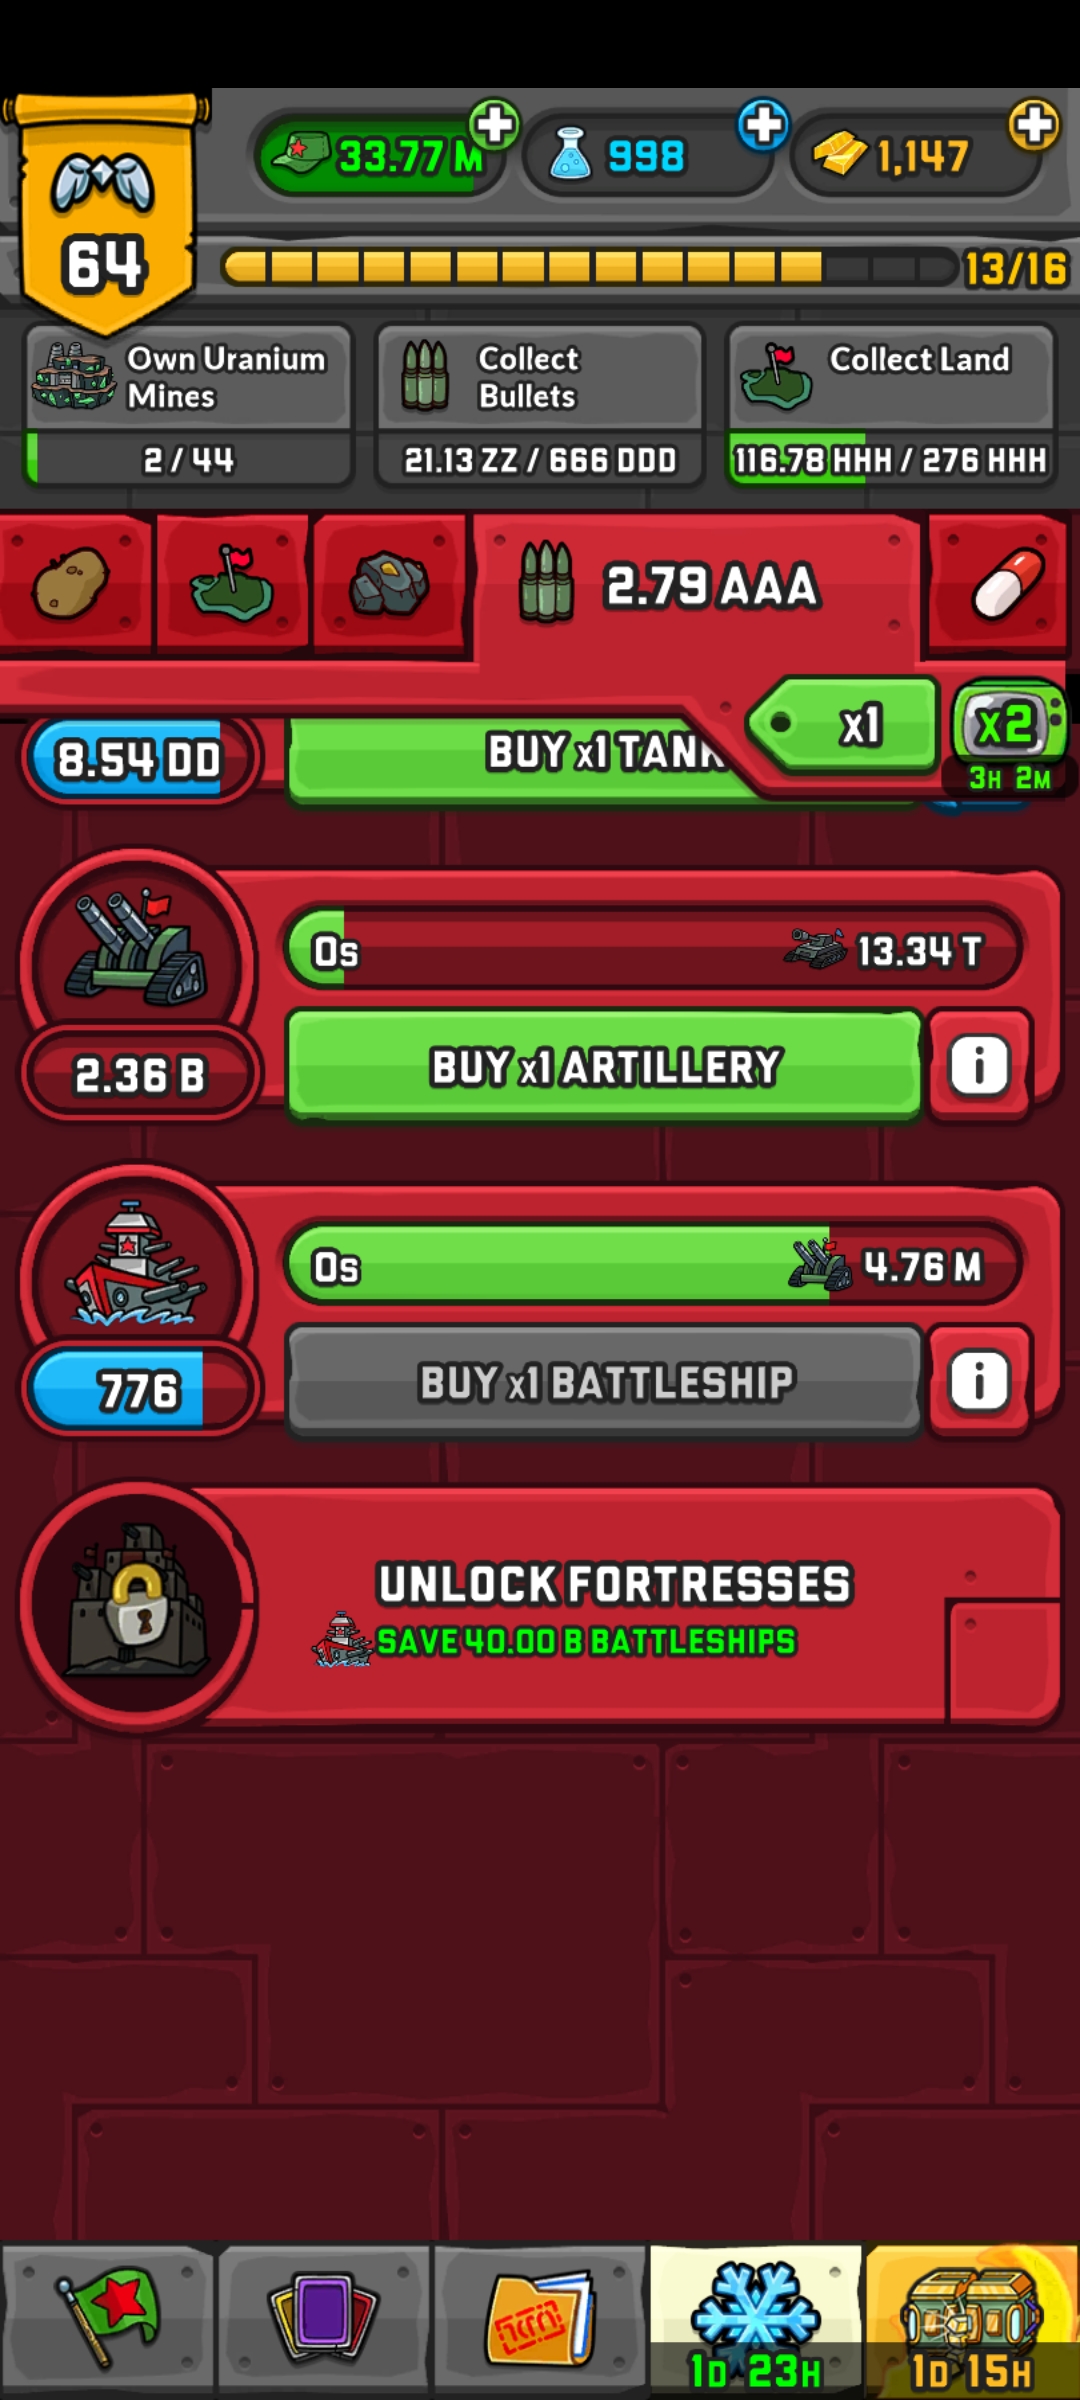 33.77 M
998
1,147
64
13/16
Own Uranium
Mines
2 / 44
Collect
Bullets
21.13 ZZ / 666 DDD
Collect Land
116.78 HHH / 276 HHH
2.79 AAA
x1
x2
3H 2M
8.54 DD
BUY x1 TANK
0s
13.34 T
2.36 B
BUY x1 ARTILLERY
i
0s
4.76 M
776
BUY x1 BATTLESHIP
i
UNLOCK FORTRESSES
SAVE 40.00 B BATTLESHIPS
1D 23H
1D 15H